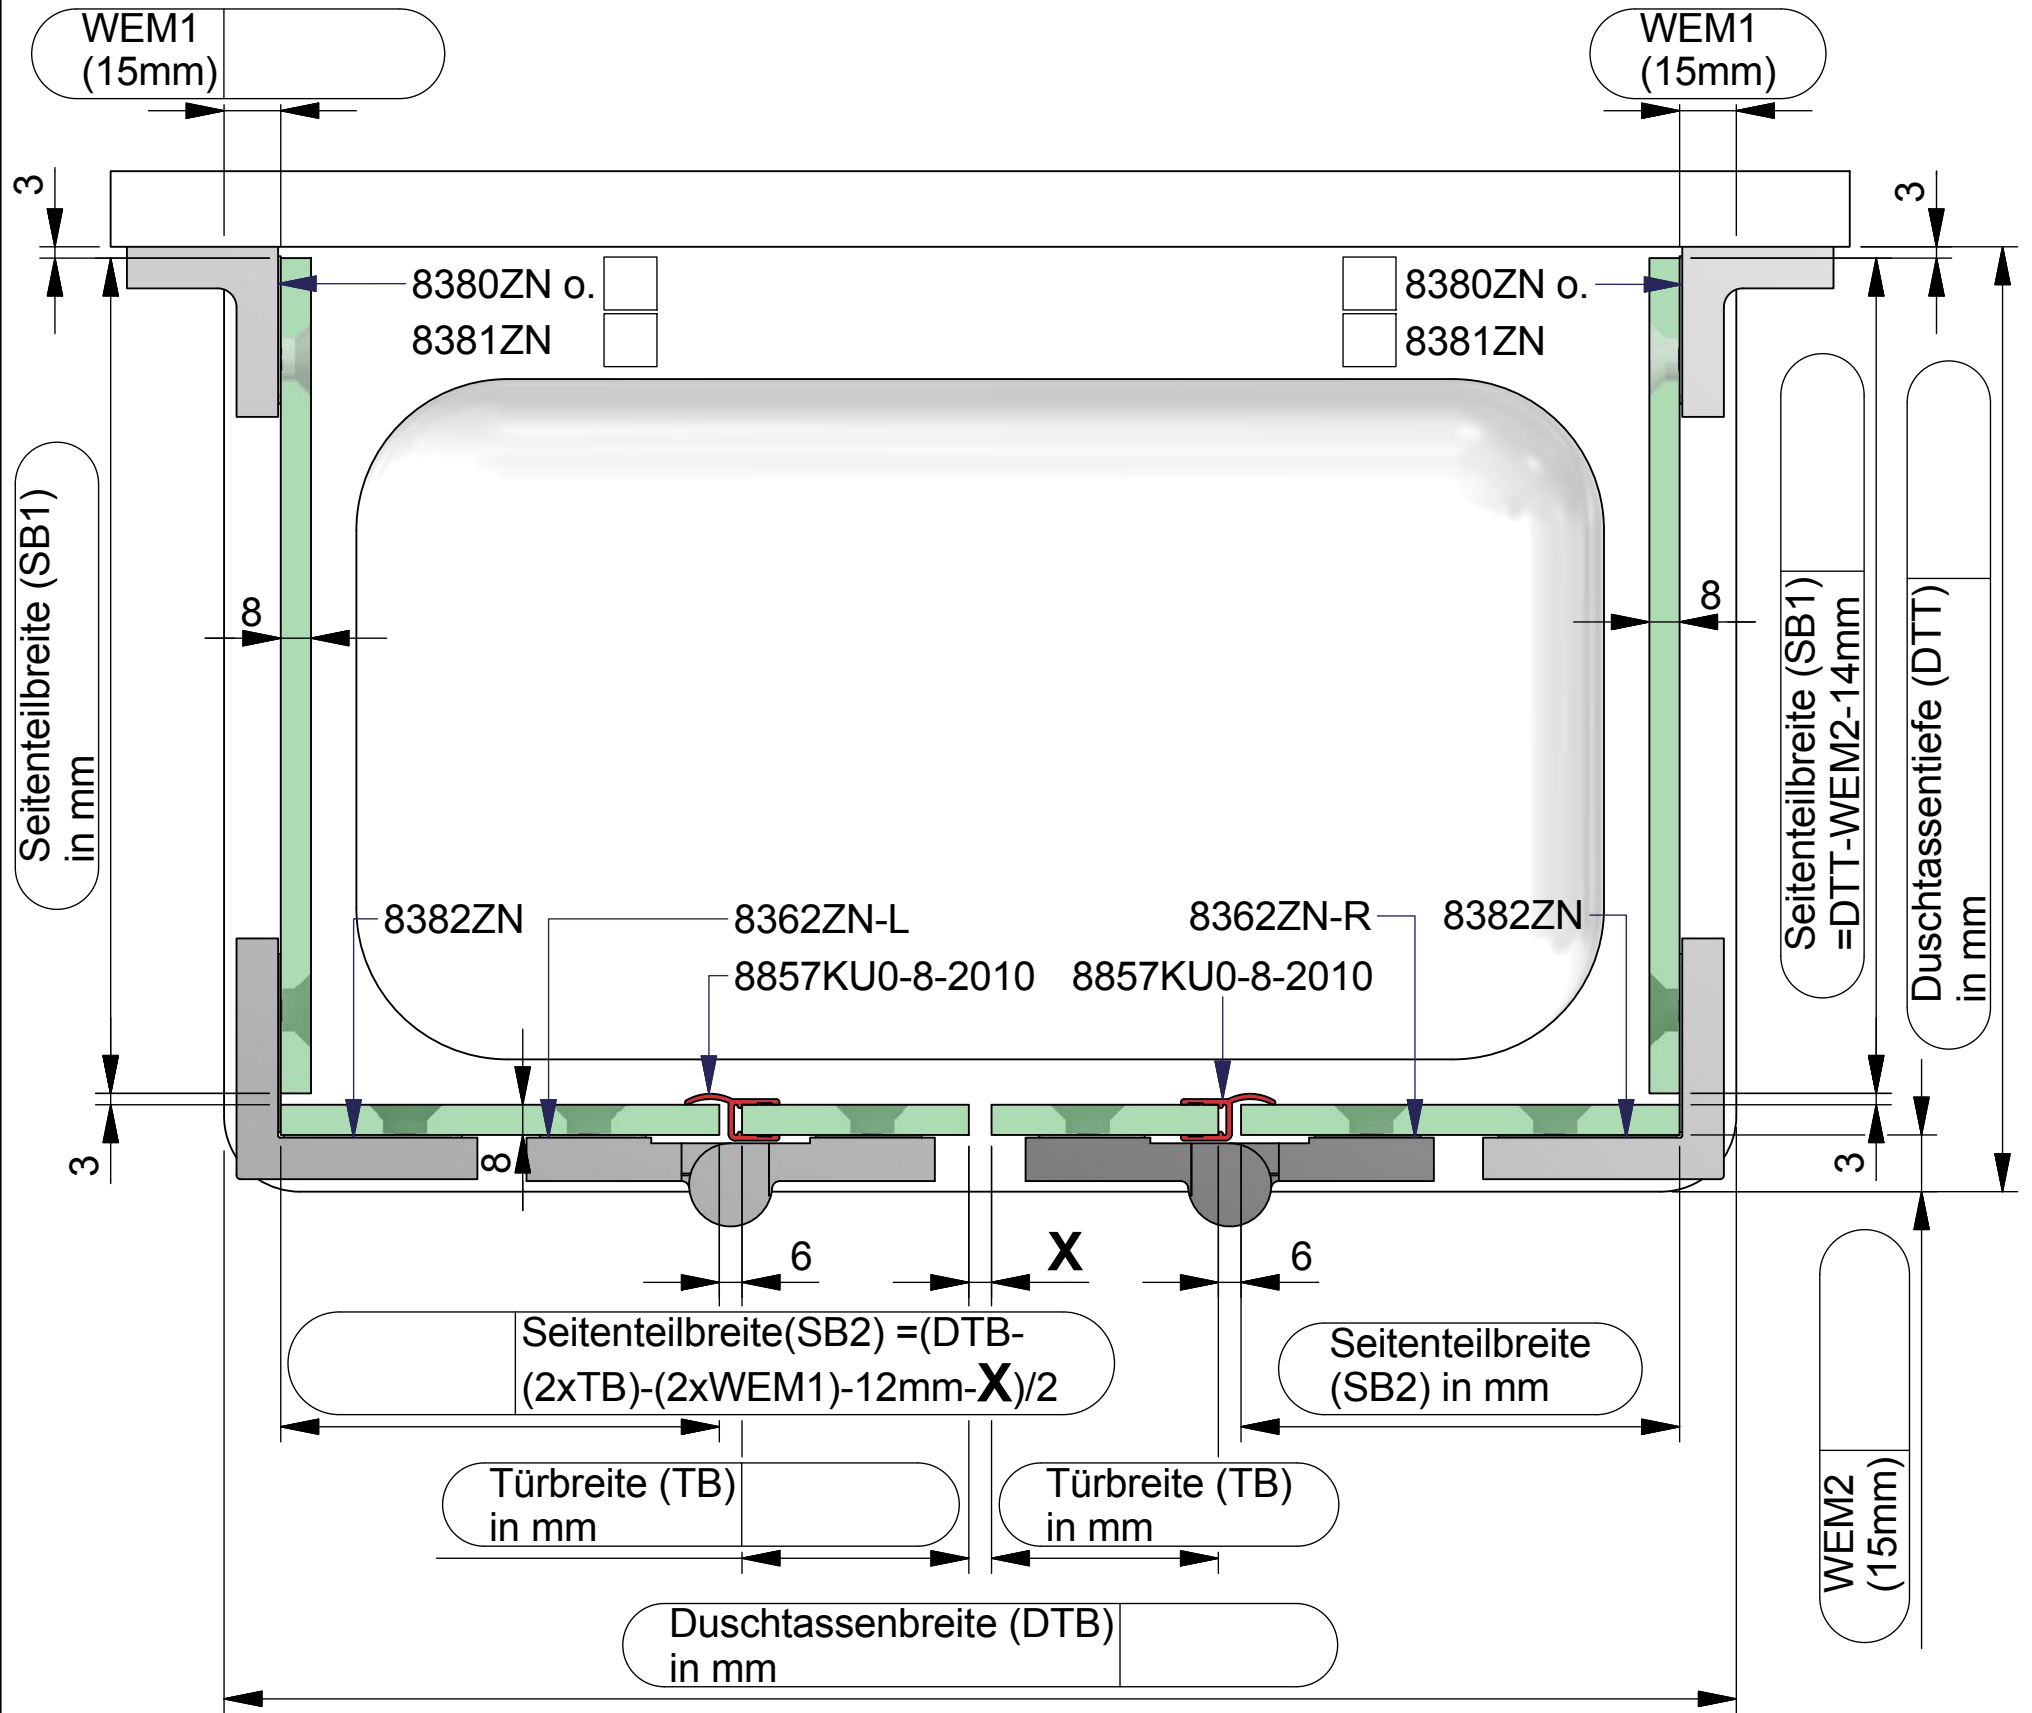 WEM1
(15mm)
WEM1
(15mm)
3
3
8380ZN o.
8381ZN
8380ZN o.
8381ZN
Seitenteilbreite (SB1)
in mm
8
8
Seitenteilbreite (SB1)
=DTT-WEM2-14mm
Duschtassentiefe (DTT)
in mm
8382ZN
8362ZN-L
8362ZN-R
8382ZN
8857KU0-8-2010
8857KU0-8-2010
3
8
3
6
X
6
Seitenteilbreite(SB2) =(DTB-
(2xTB)-(2xWEM1)-12mm-X)/2
Seitenteilbreite
(SB2) in mm
Türbreite (TB)
in mm
Türbreite (TB)
in mm
WEM2
(15mm)
Duschtassenbreite (DTB)
in mm